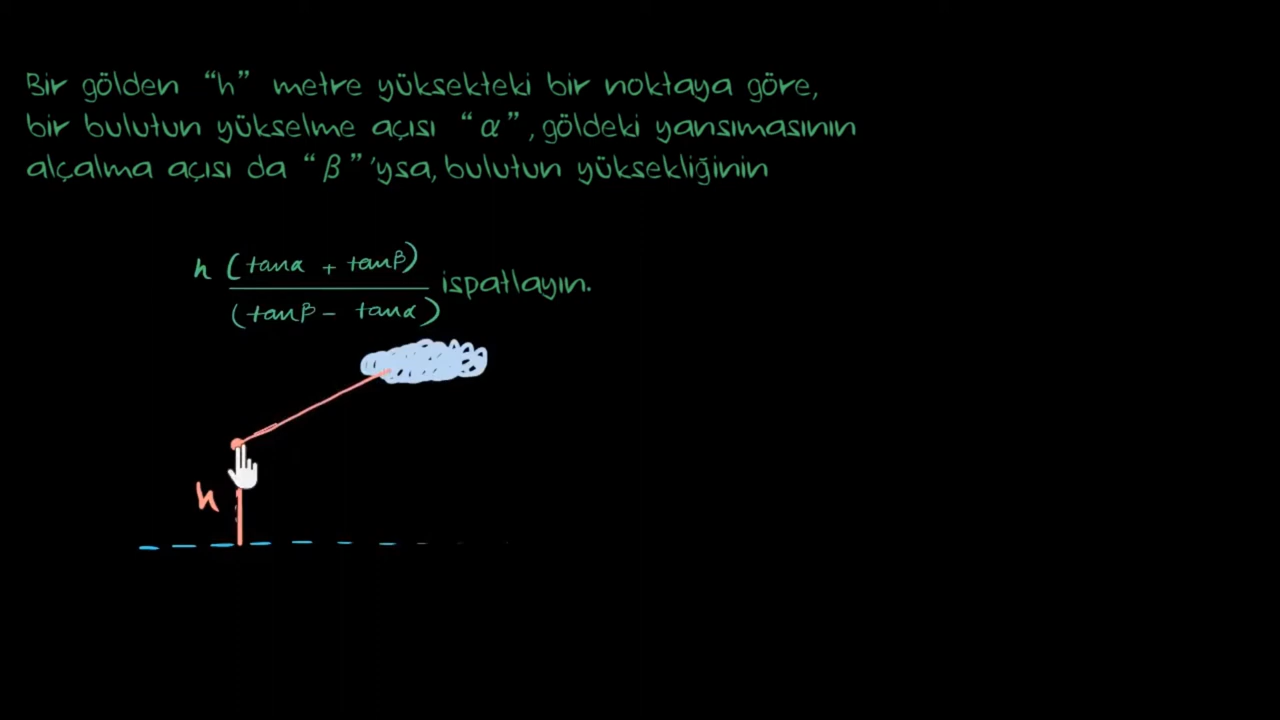 Bir gölden “h” metre yüksekteki bir noktaya göre,
bir bulutun yükselme açısı “α”, göldeki yansımasının
alçalma açısı da “β”'ysa, bulutun yüksekliğinin
h (tanα + tanβ)
(tanβ - tanα)
ispatlayın.
h